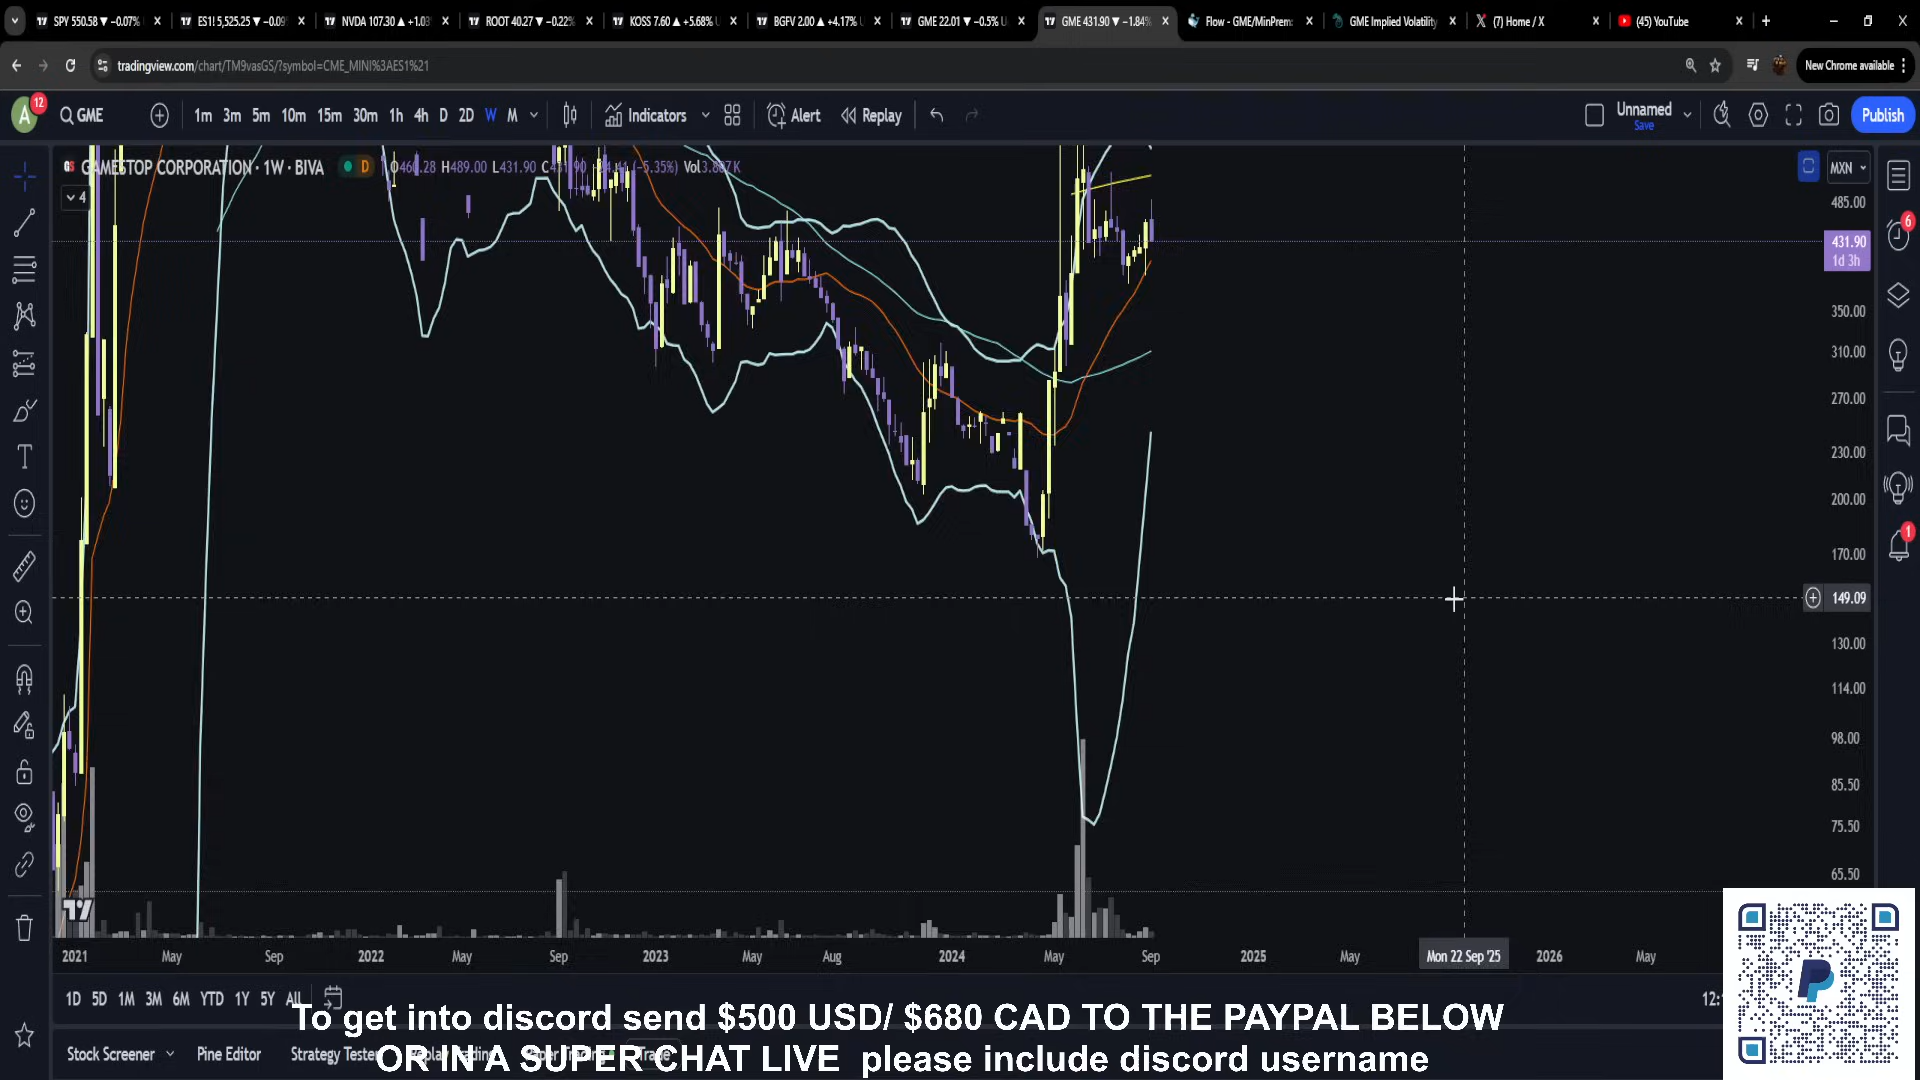 SPY 550.58 ▼ −0.07%
ES1! 5,525.25 ▼ −0.09%
NVDA 107.30 ▲ +1.03
ROOT 40.27 ▼ −0.22%
KOSS 7.60 ▲ +5.68% U
BGFV 2.00 ▲ +4.17% U
GME 22.01 ▼ −0.5% U
GME 431.90 ▼ −1.84%
Flow - GME/MinPrem:
GME Implied Volatility
(7) Home / X
(45) YouTube
tradingview.com/chart/TM9vasGS/?symbol=CME_MINI%3AES1%21
New Chrome available
A
12
GME
1m 3m 5m 10m 15m 30m 1h 4h D 2D W M
Indicators
Alert
Replay
Unnamed
Save
Publish
GAMESTOP CORPORATION · 1W · BIVA
D
H489.00 L431.90
(−5.35%)
4
MXN
485.00
431.90
1d 3h
350.00
310.00
270.00
230.00
200.00
170.00
149.09
130.00
114.00
98.00
85.50
75.50
65.50
6
1
2021 May Sep 2022 May Sep 2023 May Aug 2024 May Sep 2025 May Mon 22 Sep '25 2026 May
1D 5D 1M 3M 6M YTD 1Y 5Y All
To get into discord send $500 USD/ $680 CAD TO THE PAYPAL BELOW
OR IN A SUPER CHAT LIVE please include discord username
Stock Screener
Pine Editor
Strategy Tester
Trade